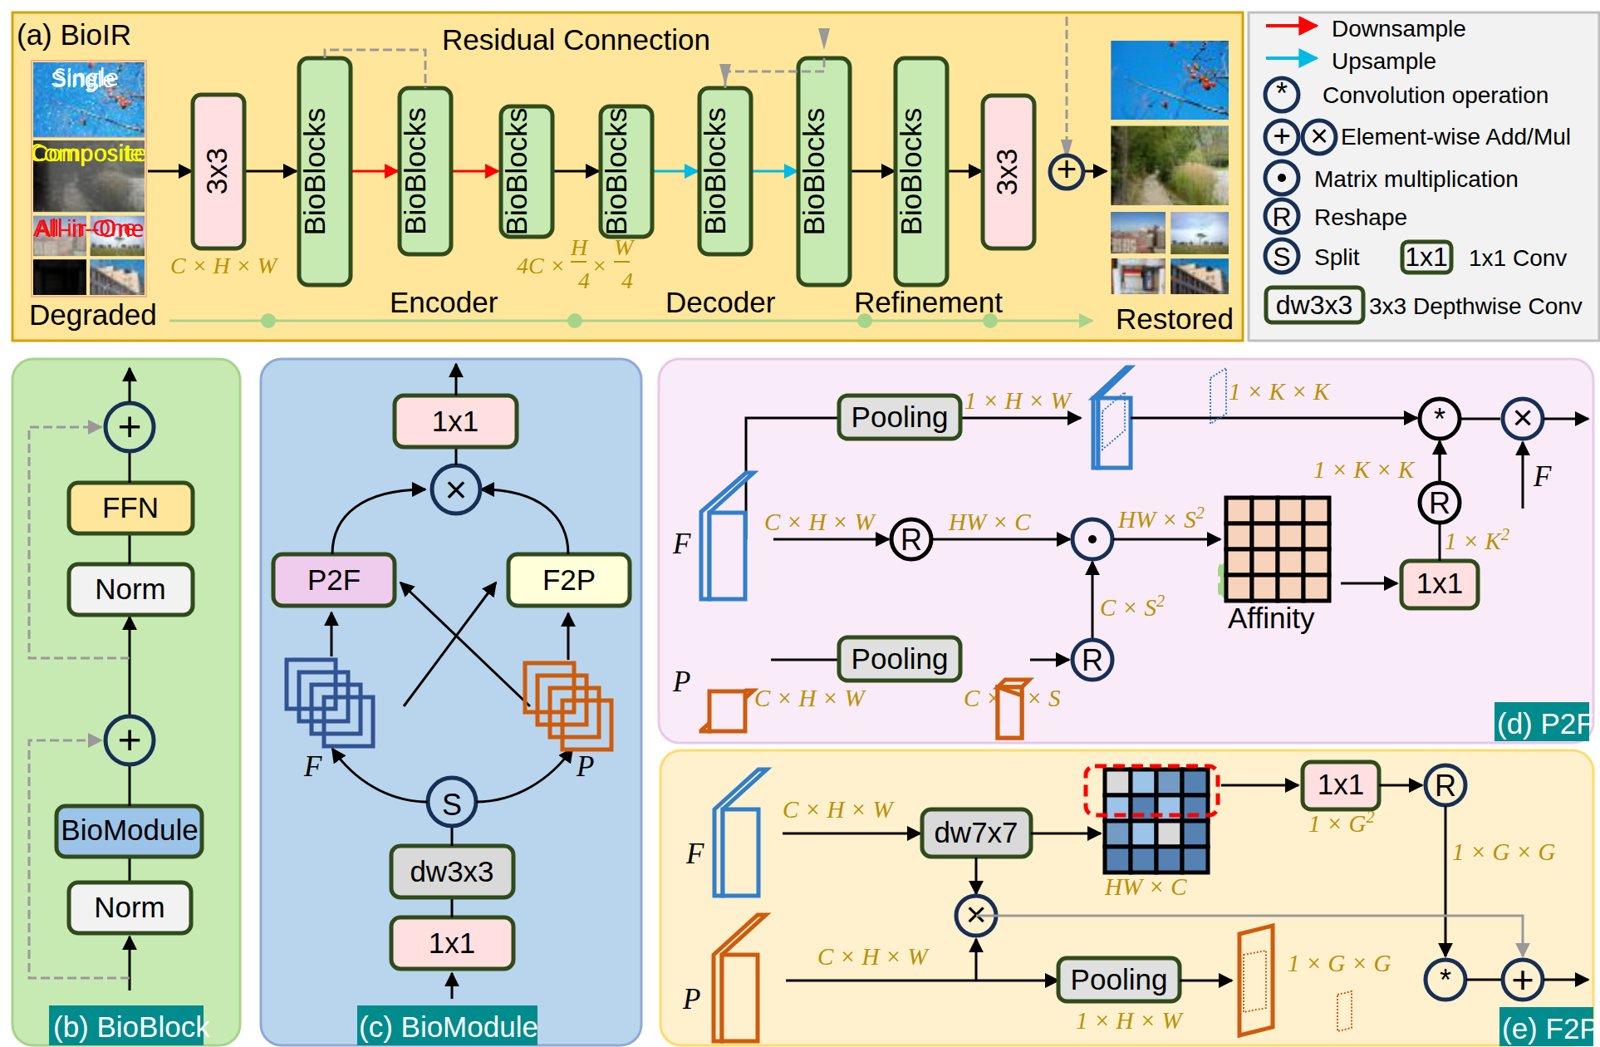 (a) BioIR
Residual Connection
Single
Composite
All-in-One
Degraded
3x3
BioBlocks
BioBlocks
BioBlocks
BioBlocks
BioBlocks
BioBlocks
BioBlocks
3x3
+
C × H × W
4C × H/4 × W/4
Encoder
Decoder
Refinement
Restored
Downsample
Upsample
* Convolution operation
+ × Element-wise Add/Mul
• Matrix multiplication
R Reshape
S Split
1x1 1x1 Conv
dw3x3 3x3 Depthwise Conv
+
FFN
Norm
+
BioModule
Norm
(b) BioBlock
1x1
×
P2F
F2P
F
P
S
dw3x3
1x1
(c) BioModule
Pooling
1 × H × W
1 × K × K
*
×
1 × K × K
F
F
C × H × W
R
HW × C
•
HW × S²
R
1 × K²
1x1
C × S²
Affinity
P
Pooling
R
C × H × W
C × S
(d) P2F
F
C × H × W
dw7x7
1x1
R
1 × G²
HW × C
1 × G × G
×
P
C × H × W
Pooling
1 × H × W
1 × G × G
*
+
(e) F2P